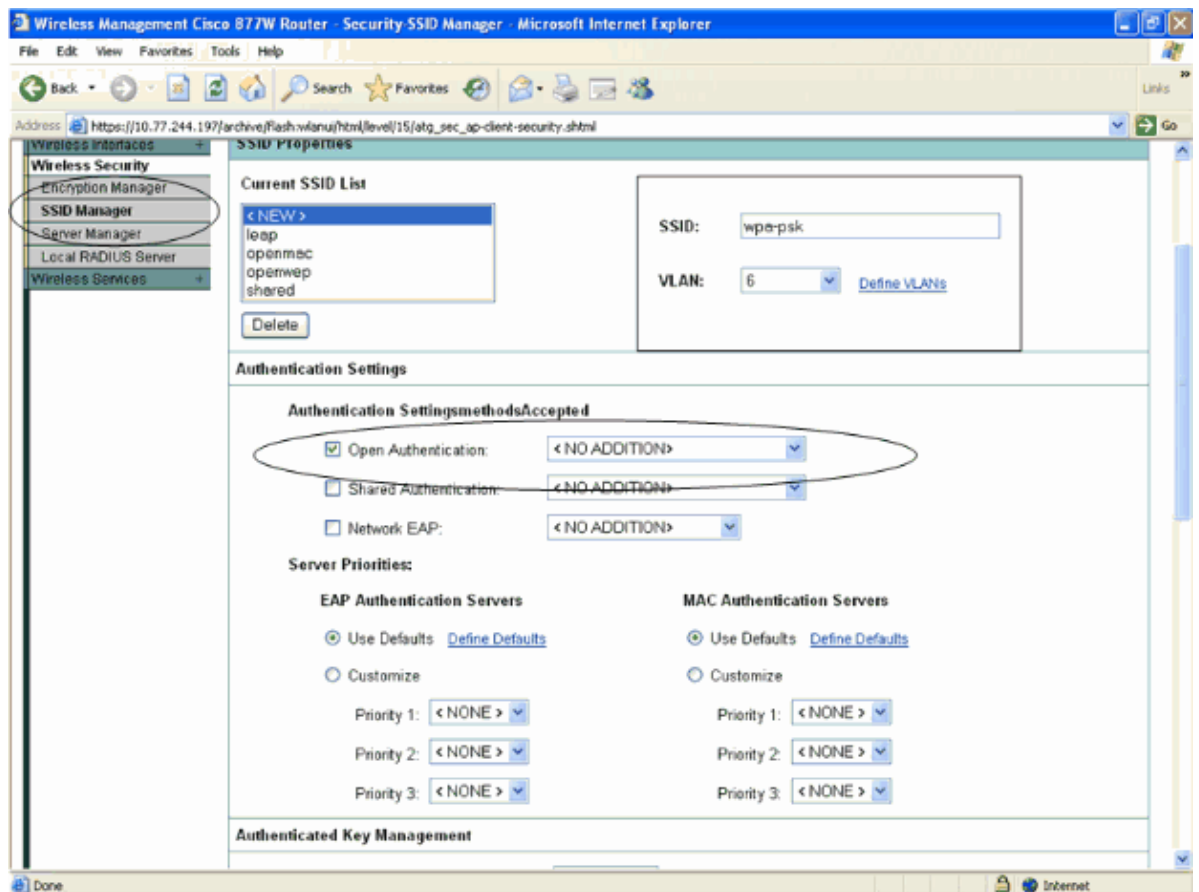 Wireless Management Cisco 877W Router - Security-SSID Manager - Microsoft Internet Explorer
File Edit View Favorites Tools Help
Back Search Favorites Links
Address https://10.77.244.197/archive/flash:wlanui/html/level/15/atg_sec_ap-client-security.shtml Go
Wireless Interfaces +
Wireless Security
Encryption Manager
SSID Manager
Server Manager
Local RADIUS Server
Wireless Services +
SSID Properties
Current SSID List
< NEW >
leap
openmac
openwep
shared
Delete
SSID: wpa-psk
VLAN: 6 Define VLANs
Authentication Settings
Authentication SettingsmethodsAccepted
Open Authentication: < NO ADDITION>
Shared Authentication: < NO ADDITION>
Network EAP: < NO ADDITION>
Server Priorities:
EAP Authentication Servers
Use Defaults Define Defaults
Customize
Priority 1: < NONE >
Priority 2: < NONE >
Priority 3: < NONE >
MAC Authentication Servers
Use Defaults Define Defaults
Customize
Priority 1: < NONE >
Priority 2: < NONE >
Priority 3: < NONE >
Authenticated Key Management
Done Internet